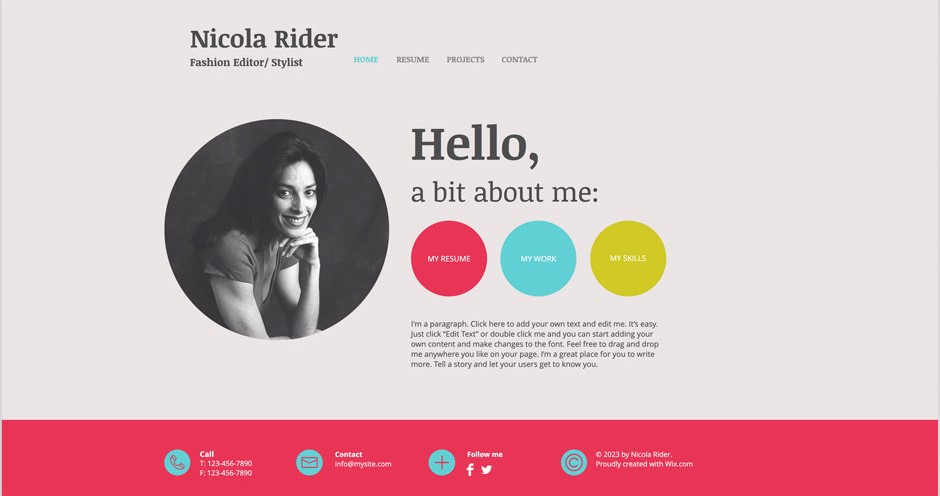 Nicola Rider
Fashion Editor/ Stylist
HOME RESUME PROJECTS CONTACT
Hello,
a bit about me:
MY RESUME MY WORK MY SKILLS
I'm a paragraph. Click here to add your own text and edit me. It's easy.
Just click "Edit Text" or double click me and you can start adding your
own content and make changes to the font. Feel free to drag and drop
me anywhere you like on your page. I'm a great place for you to write
more. Tell a story and let your users get to know you.
Call
T: 123-456-7890
F: 123-456-7890
Contact
info@mysite.com
Follow me
© 2023 by Nicola Rider.
Proudly created with Wix.com